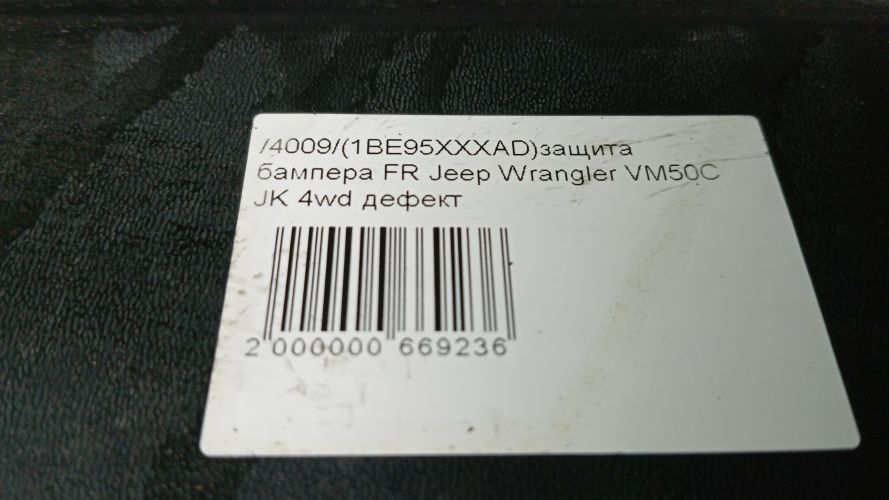 /4009/(1BE95XXXAD)защита
бампера FR Jeep Wrangler VM50C
JK 4wd дефект
2 000000 669236